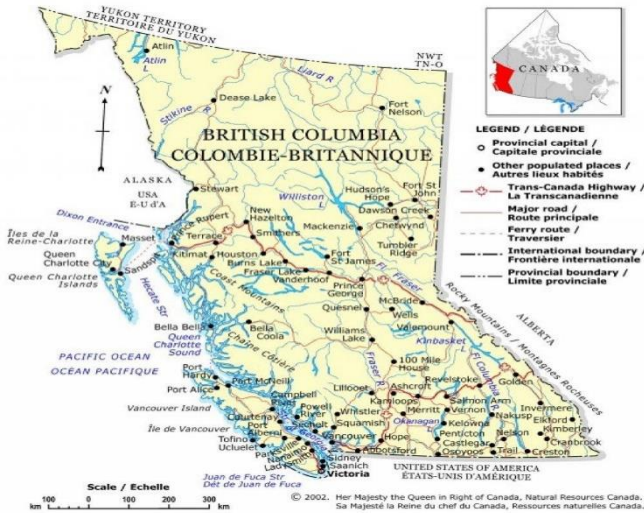 YUKON TERRITORY
TERRITOIRE DU YUKON
NWT
TN-O
CANADA
Atlin
Atlin
L
Liard R
Dease Lake
Stikine R
Fort
Nelson
BRITISH COLUMBIA
COLOMBIE-BRITANNIQUE
N
ALASKA
USA
É-U d'A
LEGEND / LÉGENDE
Provincial capital /
Capitale provinciale
Other populated places /
Autres lieux habités
Trans-Canada Highway /
La Transcanadienne
Major road /
Route principale
Ferry route /
Traversier
International boundary /
Frontière internationale
Provincial boundary /
Limite provinciale
Stewart
Williston
L
Hudson's
Hope
Fort St
John
Dawson Creek
Chetwynd
Tumbler
Ridge
Mackenzie
Dixon Entrance
Îles de la
Reine-Charlotte
Masset
Queen
Charlotte City
Sandspit
Queen Charlotte
Islands
Hecate Str
Prince Rupert
Terrace
New
Hazelton
Smithers
Kitimat
Houston
Burns Lake
Fraser Lake
Fort
St James
Vanderhoof
Fl. Fraser
Prince
George
Coast Mountains
Chaîne Côtière
Quesnel
McBride
Wells
Valemount
Rocky Mountains / Montagnes Rocheuses
ALBERTA
Bella Bella
Bella
Coola
Queen
Charlotte
Sound
Williams
Lake
Kinbasket
L
PACIFIC OCEAN
OCÉAN PACIFIQUE
100 Mile
House
Fraser R
Fl Columbia R
Port
Hardy
Port McNeill
Port Alice
Lillooet
Ashcroft
Revelstoke
Golden
Kamloops
Salmon Arm
Vancouver Island
Île de Vancouver
Campbell
River
Courtenay
Powell
River
Whistler
Merritt
Vernon
Nakusp
Invermere
Elkford
Port
Alberni
Sechelt
Squamish
Okanagan
L
Kelowna
Kimberley
Cranbrook
Tofino
Ucluelet
Parksville
Nanaimo
Vancouver
Hope
Penticton
Castlegar
Nelson
Ladysmith
Abbotsford
Osoyoos
Trail
Creston
Sidney
Saanich
Victoria
Juan de Fuca Str
Dét de Juan de Fuca
UNITED STATES OF AMERICA
ÉTATS-UNIS D'AMÉRIQUE
Scale / Echelle
km 100 0 100 200 300 km
© 2002. Her Majesty the Queen in Right of Canada, Natural Resources Canada.
Sa Majesté la Reine du chef du Canada, Ressources naturelles Canada.